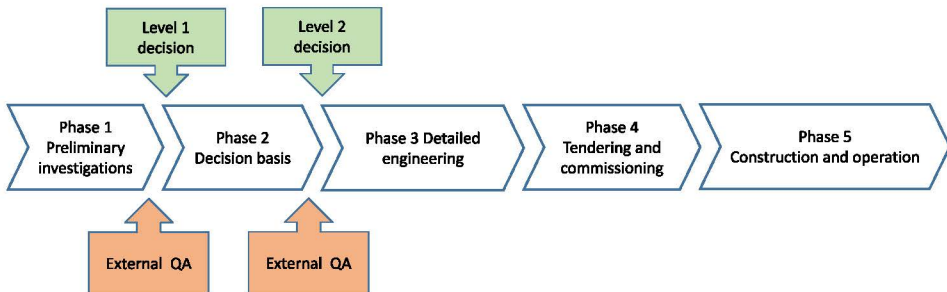 Level 1
decision
Level 2
decision
Phase 1
Preliminary
investigations
Phase 2
Decision basis
Phase 3 Detailed
engineering
Phase 4
Tendering and
commissioning
Phase 5
Construction and operation
External QA
External QA